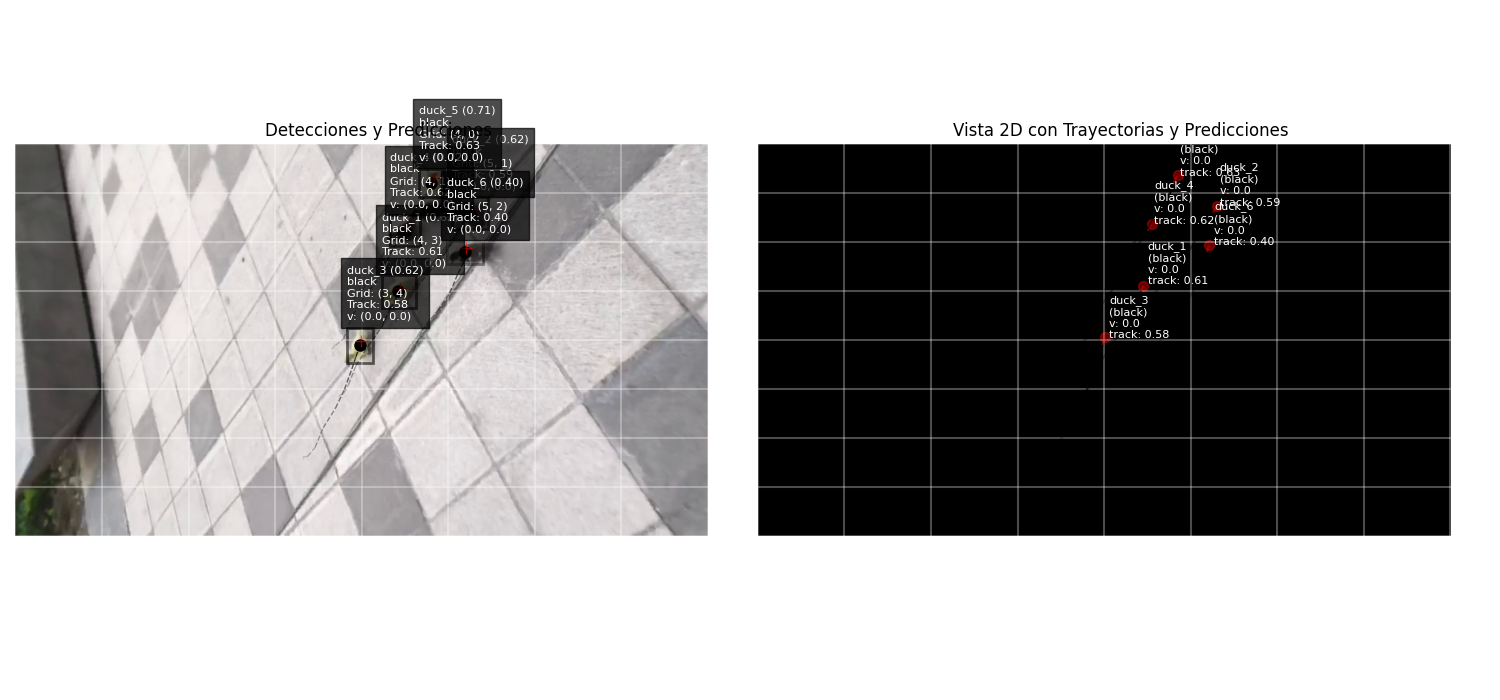 Detecciones y Predicciones
duck_5 (0.71)
black
Grid: (4, 0)
Track: 0.63
v: (0.0, 0.0)
0.62)
(5, 1)
duck
black
Grid: (4,
Track: 0.6
v: (0.0, 0.0
duck_6 (0.40)
black
Grid: (5, 2)
Track: 0.40
v: (0.0, 0.0)
duck_1 (0.6
black
Grid: (4, 3)
Track: 0.61
v: (0.0, 0.0)
duck_3 (0.62)
black
Grid: (3, 4)
Track: 0.58
v: (0.0, 0.0)
Vista 2D con Trayectorias y Predicciones
(black)
v: 0.0
track: 0.63
duck_2
(black)
v: 0.0
track: 0.59
duck_4
(black)
v: 0.0
track: 0.62
duck_6
(black)
v: 0.0
track: 0.40
duck_1
(black)
v: 0.0
track: 0.61
duck_3
(black)
v: 0.0
track: 0.58